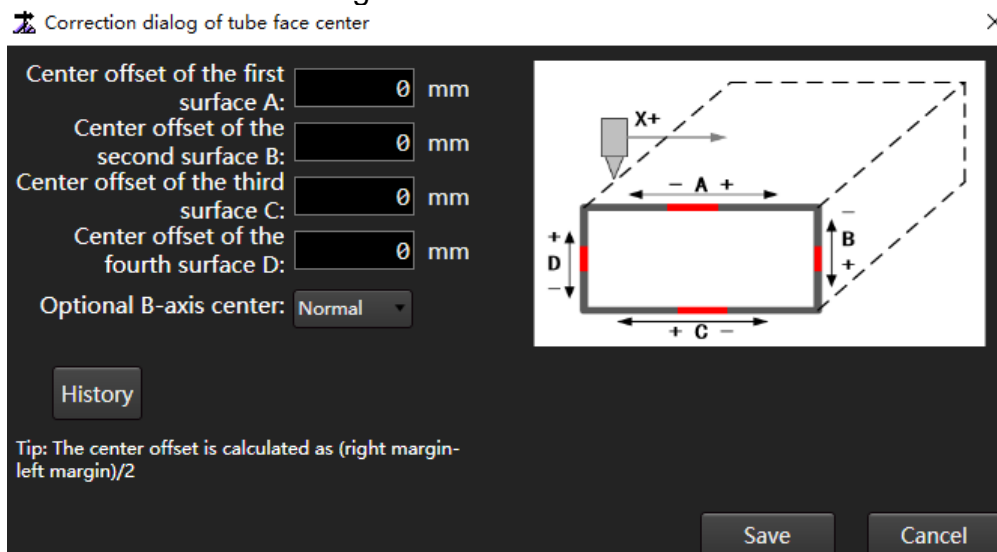 Correction dialog of tube face center
Center offset of the first
surface A:
0 mm
Center offset of the
second surface B:
0 mm
Center offset of the third
surface C:
0 mm
Center offset of the
fourth surface D:
0 mm
Optional B-axis center: Normal
History
Tip: The center offset is calculated as (right margin-
left margin)/2
X+
− A +
−
B
+
+
D
−
+ C −
Save
Cancel